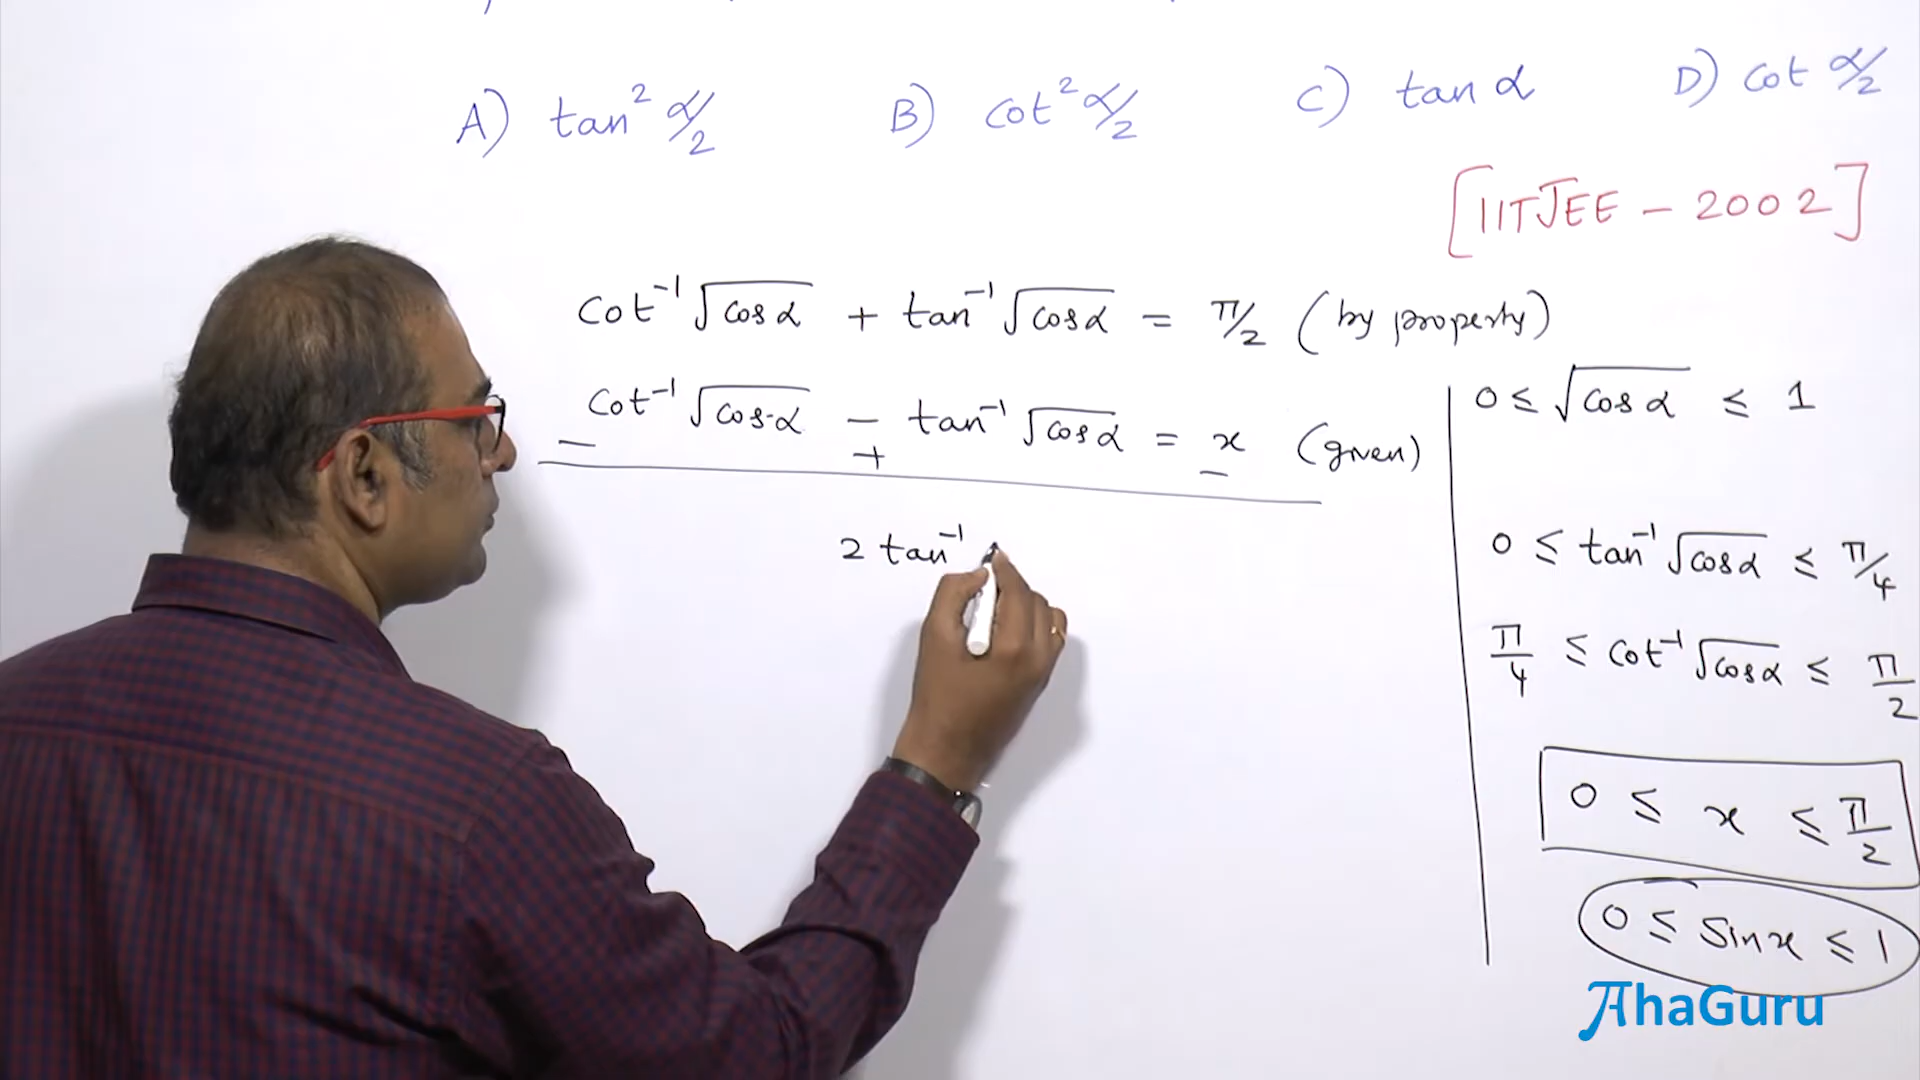 A) tan² α/2 B) cot² α/2 C) tan α D) cot α/2
[IITJEE - 2002]
cot⁻¹ √cos α + tan⁻¹ √cos α = π/2 (by property)
cot⁻¹ √cos α - tan⁻¹ √cos α = x (given)
- + -
2 tan⁻¹
0 ≤ √cos α ≤ 1
0 ≤ tan⁻¹ √cos α ≤ π/4
π/4 ≤ cot⁻¹ √cos α ≤ π/2
0 ≤ x ≤ π/2
0 ≤ sin x ≤ 1
AhaGuru